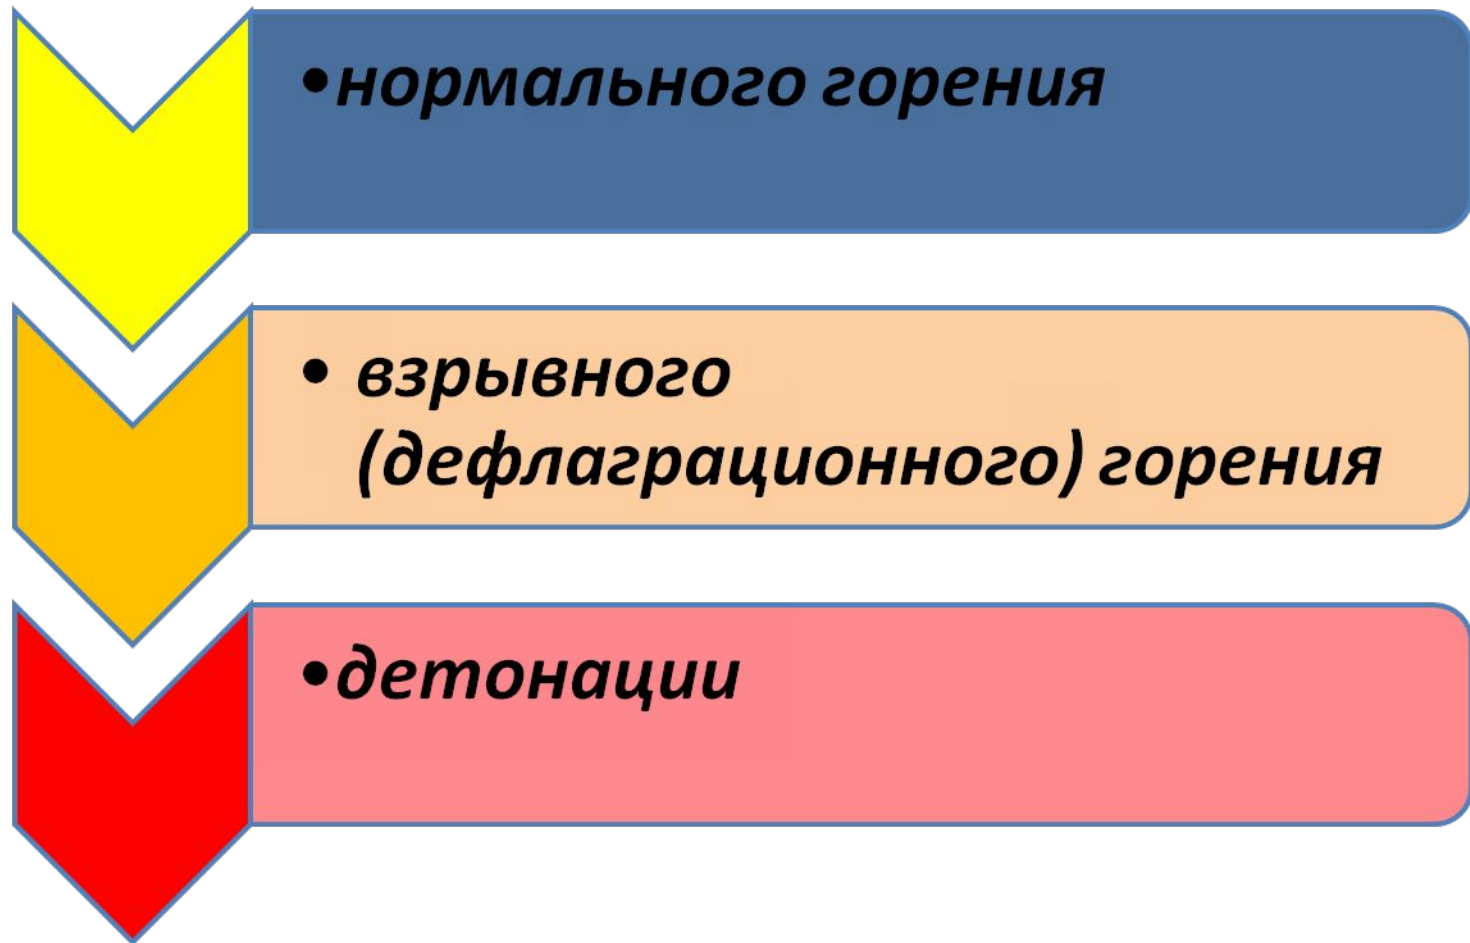 •нормального горения
• взрывного
(дефлаграционного) горения
•детонации